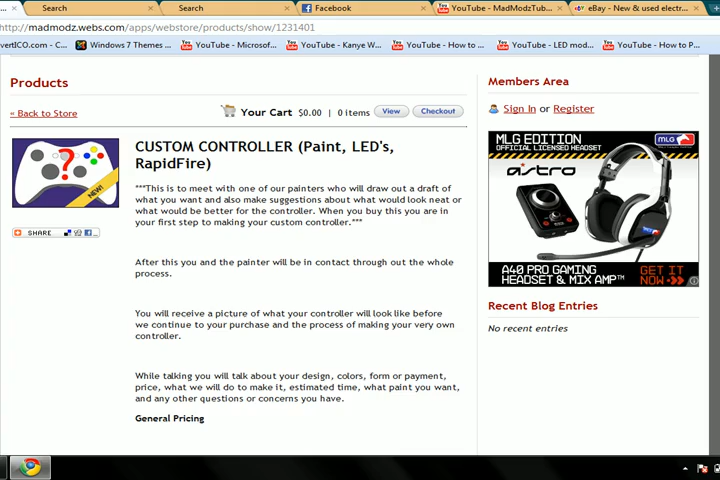 Search
Search
Facebook
YouTube - MadModzTub...
eBay - New & used electr...
http://madmodz.webs.com/apps/webstore/products/show/1231401
vertICO.com - C...
Windows 7 Themes ...
YouTube - Microsof...
YouTube - Kanye W...
YouTube - How to ...
YouTube - LED mod...
YouTube - How to P...
Products
« Back to Store
Your Cart $0.00 | 0 items View Checkout
NEW!
SHARE
CUSTOM CONTROLLER (Paint, LED's,
RapidFire)
***This is to meet with one of our painters who will draw out a draft of
what you want and also make suggestions about what would look neat or
what would be better for the controller. When you buy this you are in
your first step to making your custom controller.***
After this you and the painter will be in contact through out the whole
process.
You will receive a picture of what your controller will look like before
we continue to your purchase and the process of making your very own
controller.
While talking you will talk about your design, colors, form or payment,
price, what we will do to make it, estimated time, what paint you want,
and any other questions or concerns you have.
General Pricing
Members Area
Sign In or Register
MLG EDITION
OFFICIAL LICENSED HEADSET
MLG
ASTRO
MLG
A40 PRO GAMING
HEADSET & MIX AMP™
GET IT
NOW
Recent Blog Entries
No recent entries